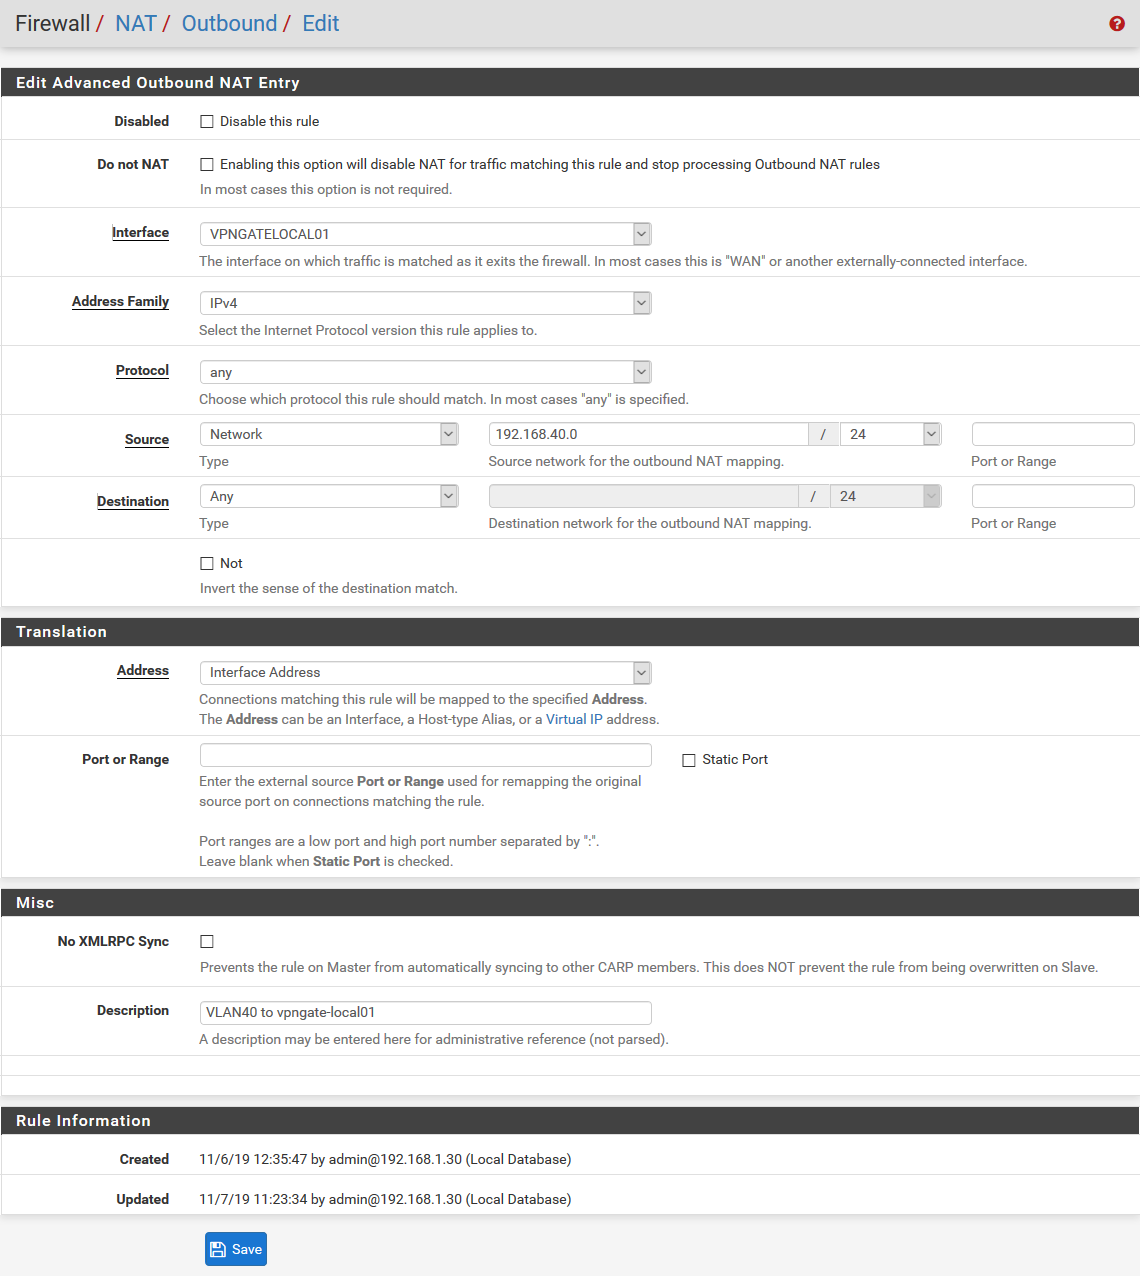 Firewall / NAT / Outbound / Edit
Edit Advanced Outbound NAT Entry
Disabled Disable this rule
Do not NAT Enabling this option will disable NAT for traffic matching this rule and stop processing Outbound NAT rules
In most cases this option is not required.
Interface VPNGATELOCAL01
The interface on which traffic is matched as it exits the firewall. In most cases this is "WAN" or another externally-connected interface.
Address Family IPv4
Select the Internet Protocol version this rule applies to.
Protocol any
Choose which protocol this rule should match. In most cases "any" is specified.
Source Network 192.168.40.0 / 24
Type Source network for the outbound NAT mapping. Port or Range
Destination Any / 24
Type Destination network for the outbound NAT mapping. Port or Range
Not
Invert the sense of the destination match.
Translation
Address Interface Address
Connections matching this rule will be mapped to the specified Address.
The Address can be an Interface, a Host-type Alias, or a Virtual IP address.
Port or Range Static Port
Enter the external source Port or Range used for remapping the original
source port on connections matching the rule.
Port ranges are a low port and high port number separated by ":".
Leave blank when Static Port is checked.
Misc
No XMLRPC Sync
Prevents the rule on Master from automatically syncing to other CARP members. This does NOT prevent the rule from being overwritten on Slave.
Description VLAN40 to vpngate-local01
A description may be entered here for administrative reference (not parsed).
Rule Information
Created 11/6/19 12:35:47 by admin@192.168.1.30 (Local Database)
Updated 11/7/19 11:23:34 by admin@192.168.1.30 (Local Database)
Save